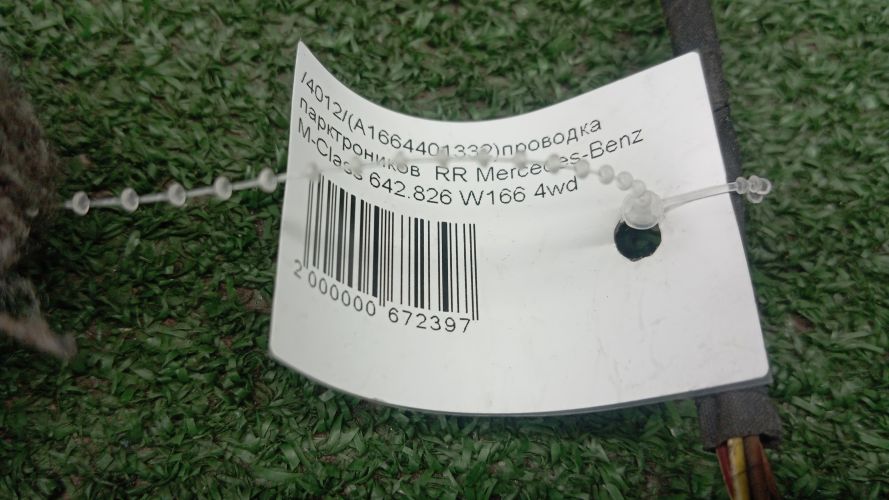 /4012/(A1664401332)проводка
парктроников RR Mercedes-Benz
M-Class 642.826 W166 4wd
2 000000 672397